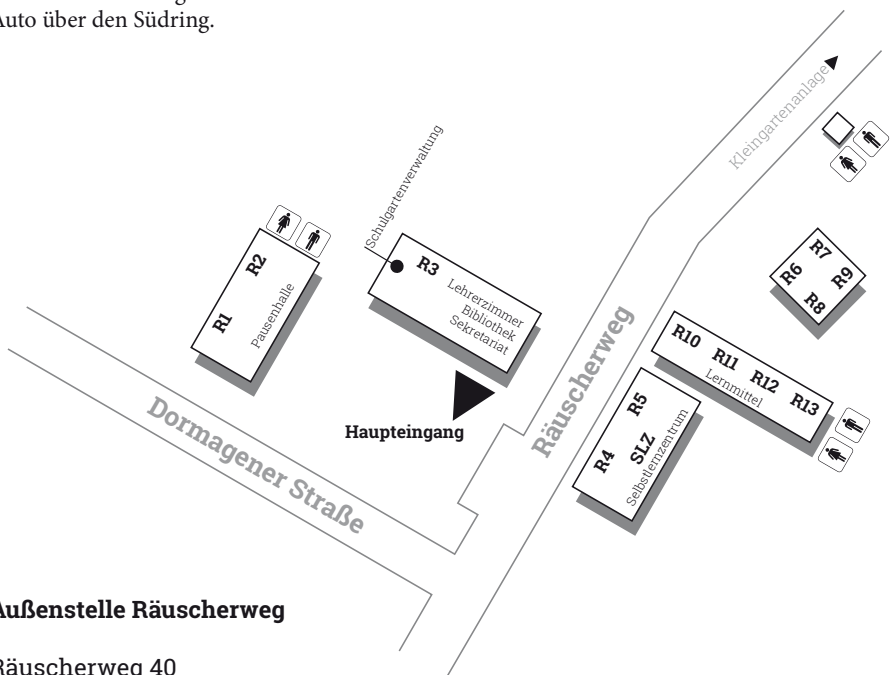 Auto über den Südring.
Kleingartenanlage
Schulgartenverwaltung
R1
R2
Pausenhalle
R3
Lehrerzimmer
Bibliothek
Sekretariat
R6
R7
R8
R9
R10
R11
R12
R13
Lernmittel
R4
R5
SLZ
Selbstlernzentrum
Räuscherweg
Haupteingang
Dormagener Straße
Außenstelle Räuscherweg
Räuscherweg 40